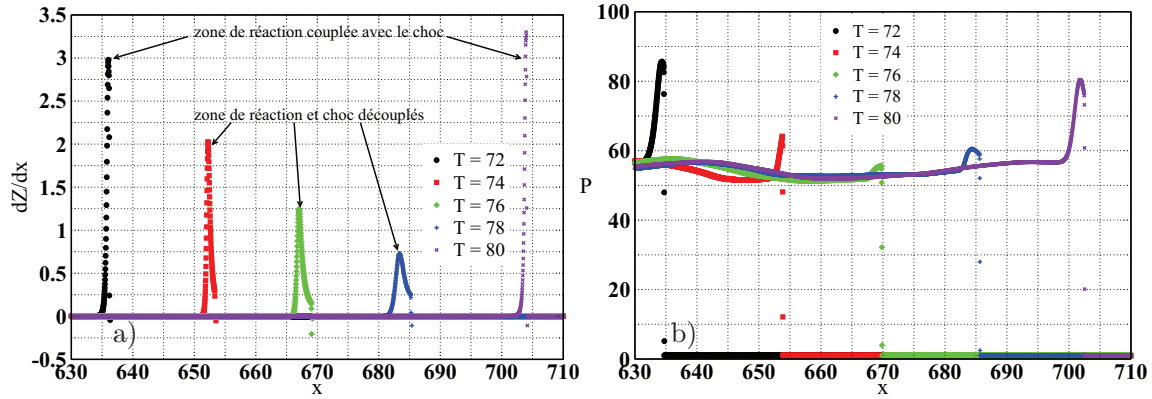 3.5
3
2.5
2
1.5
1
0.5
0
-0.5
dZ/dx
zone de réaction couplée avec le choc
zone de réaction et choc découplés
T = 72
T = 74
T = 76
T = 78
T = 80
a)
630 640 650 660 670 680 690 700 710
x
100
80
60
40
20
0
P
T = 72
T = 74
T = 76
T = 78
T = 80
b)
630 640 650 660 670 680 690 700 710
x